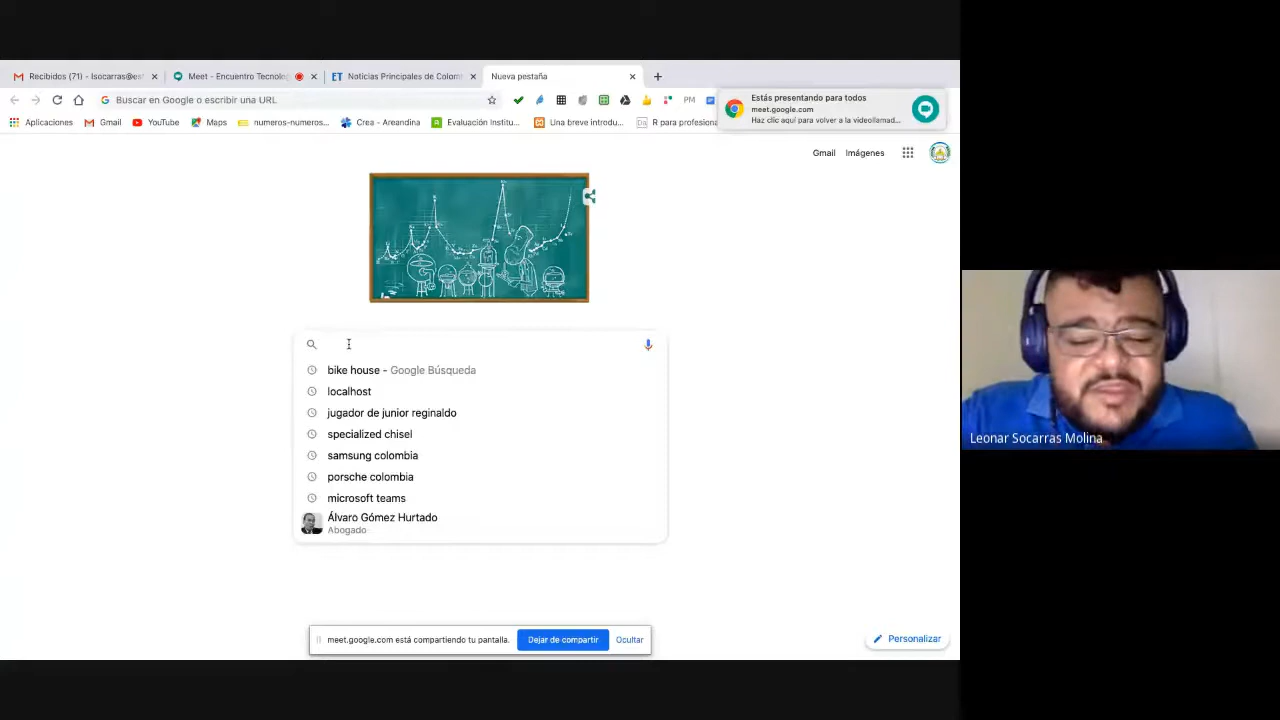 Recibidos (71) - lsocarras@es
Meet - Encuentro Tecnolog
ET Noticias Principales de Colom
Nueva pestaña
Buscar en Google o escribir una URL
PM
Estás presentando para todos
meet.google.com
Haz clic aquí para volver a la videollamad...
Aplicaciones
Gmail
YouTube
Maps
numeros-numeros...
Crea - Areandina
Evaluación Institu...
Una breve introdu...
R para profesiona
Gmail
Imágenes
bike house - Google Búsqueda
localhost
jugador de junior reginaldo
specialized chisel
samsung colombia
porsche colombia
microsoft teams
Álvaro Gómez Hurtado
Abogado
Leonar Socarras Molina
meet.google.com está compartiendo tu pantalla.
Dejar de compartir
Ocultar
Personalizar